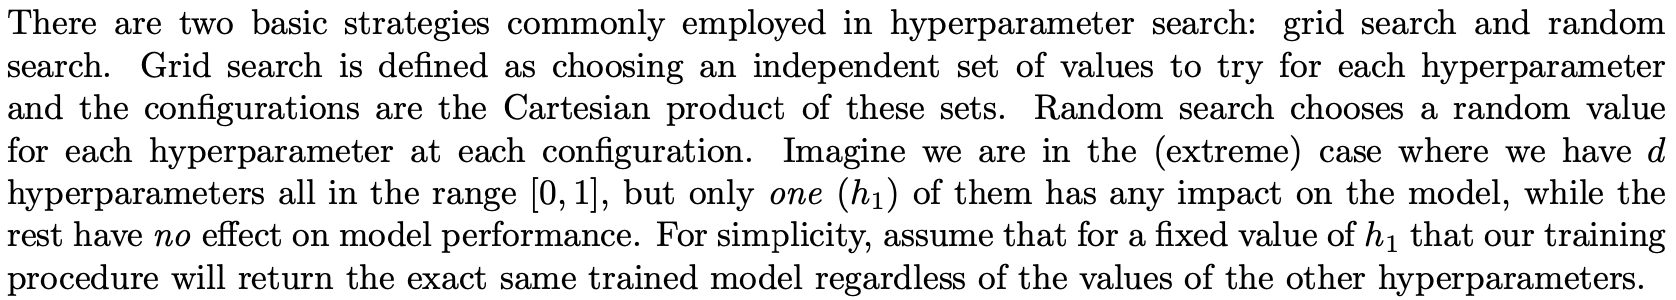 There are two basic strategies commonly employed in hyperparameter search: grid search and random
search. Grid search is defined as choosing an independent set of values to try for each hyperparameter
and the configurations are the Cartesian product of these sets. Random search chooses a random value
for each hyperparameter at each configuration. Imagine we are in the (extreme) case where we have d
hyperparameters all in the range [0, 1], but only one (h₁) of them has any impact on the model, while the
rest have no effect on model performance. For simplicity, assume that for a fixed value of h₁ that our training
procedure will return the exact same trained model regardless of the values of the other hyperparameters.